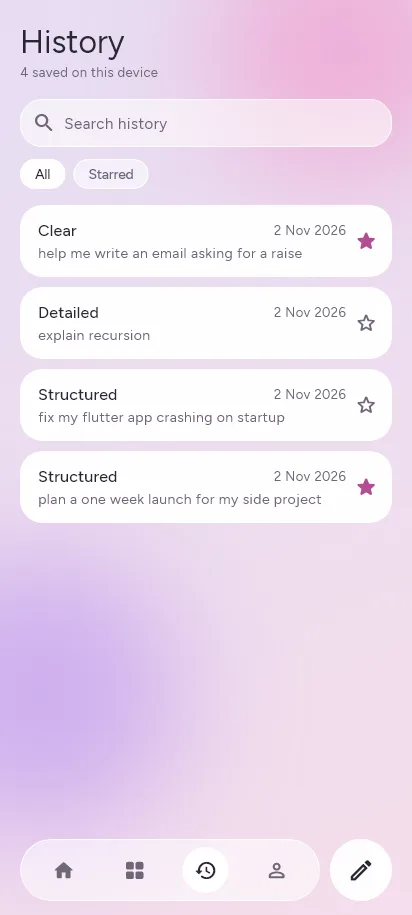 History
4 saved on this device
Search history
All
Starred
Clear
2 Nov 2026
help me write an email asking for a raise
Detailed
2 Nov 2026
explain recursion
Structured
2 Nov 2026
fix my flutter app crashing on startup
Structured
2 Nov 2026
plan a one week launch for my side project